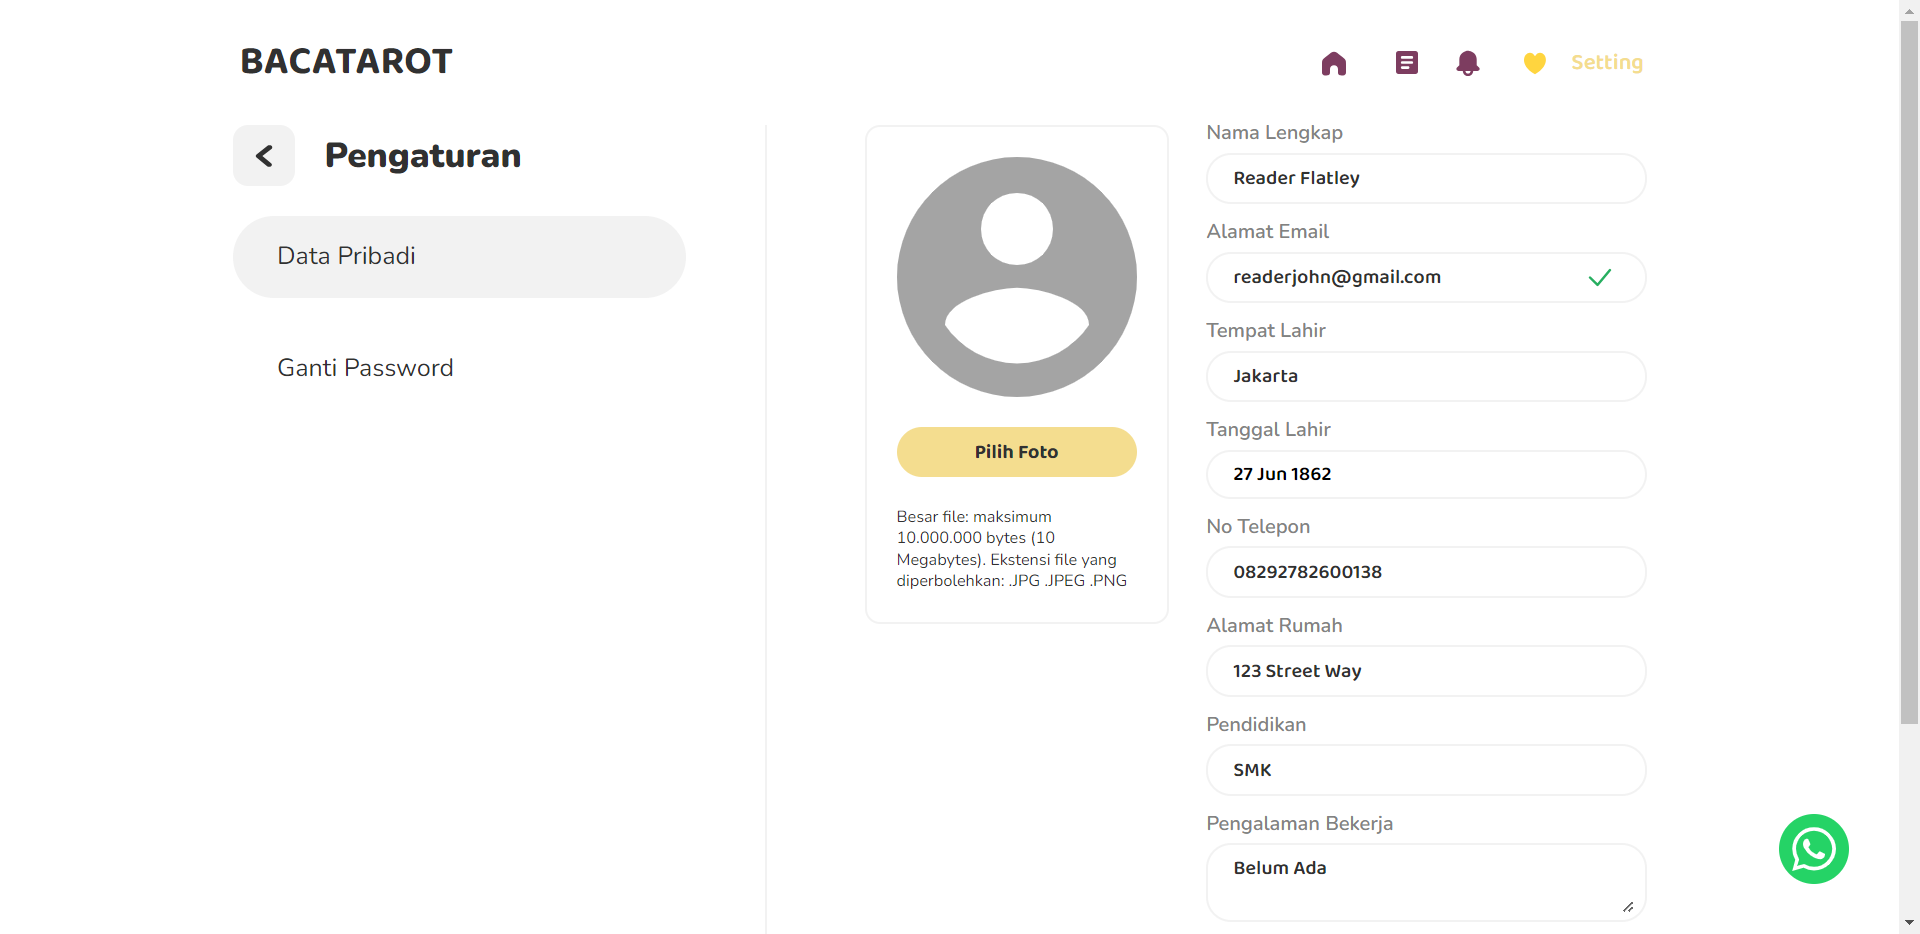 BACATAROT
Setting
Pengaturan
Data Pribadi
Ganti Password
Pilih Foto
Besar file: maksimum
10.000.000 bytes (10
Megabytes). Ekstensi file yang
diperbolehkan: .JPG .JPEG .PNG
Nama Lengkap
Reader Flatley
Alamat Email
readerjohn@gmail.com
Tempat Lahir
Jakarta
Tanggal Lahir
27 Jun 1862
No Telepon
08292782600138
Alamat Rumah
123 Street Way
Pendidikan
SMK
Pengalaman Bekerja
Belum Ada